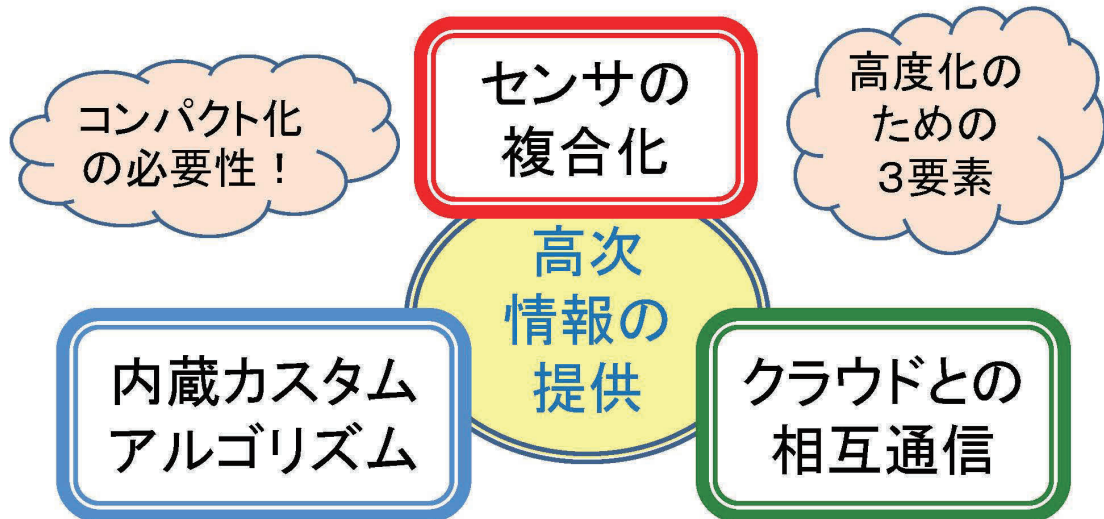 コンパクト化
の必要性！
センサの
複合化
高度化の
ための
３要素
高次
情報の
提供
内蔵カスタム
アルゴリズム
クラウドとの
相互通信